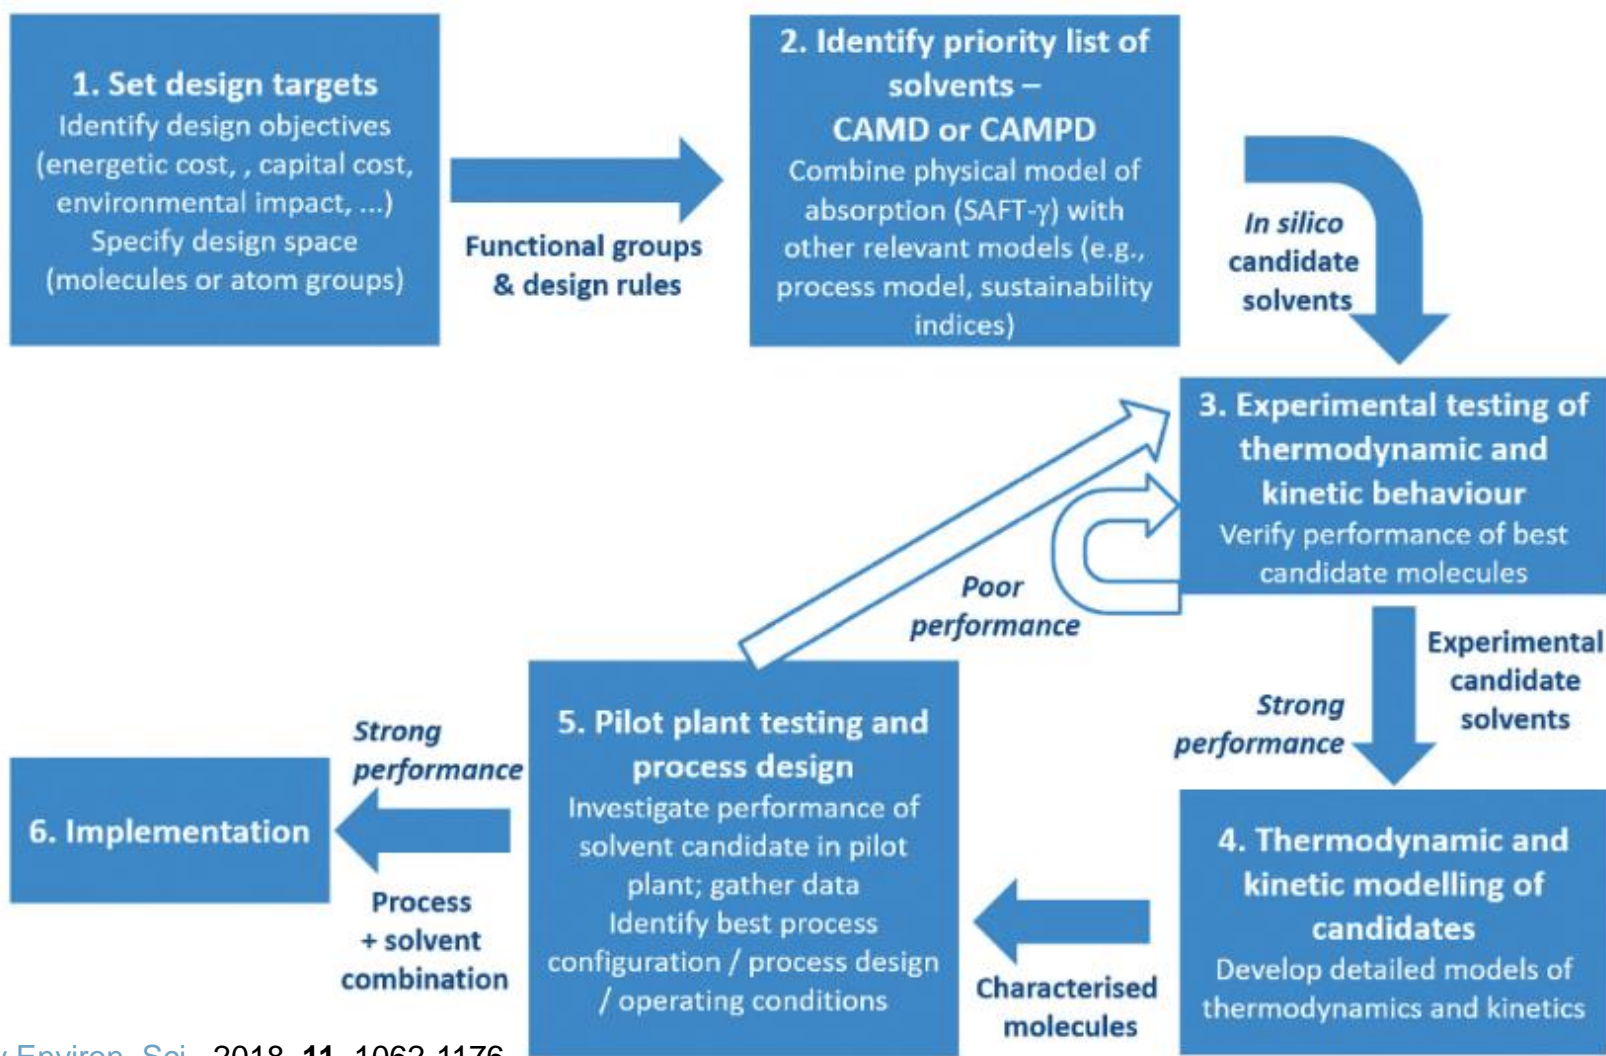 1. Set design targets
Identify design objectives
(energetic cost, , capital cost,
environmental impact, ...)
Specify design space
(molecules or atom groups)
Functional groups
& design rules
2. Identify priority list of
solvents –
CAMD or CAMPD
Combine physical model of
absorption (SAFT-γ) with
other relevant models (e.g.,
process model, sustainability
indices)
In silico
candidate
solvents
3. Experimental testing of
thermodynamic and
kinetic behaviour
Verify performance of best
candidate molecules
Poor
performance
Experimental
candidate
solvents
Strong
performance
4. Thermodynamic and
kinetic modelling of
candidates
Develop detailed models of
thermodynamics and kinetics
Characterised
molecules
5. Pilot plant testing and
process design
Investigate performance of
solvent candidate in pilot
plant; gather data
Identify best process
configuration / process design
/ operating conditions
Strong
performance
Process
+ solvent
combination
6. Implementation
Environ. Sci., 2018, 11, 1062-1176